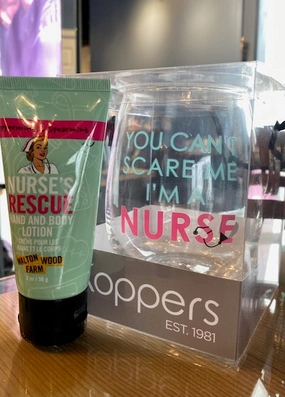 NURSE'S
RESCUE
HAND AND BODY
LOTION
WALTON WOOD
FARM
YOU CAN'T
SCARE ME
I'M A
NURSE
Koppers
EST. 1981